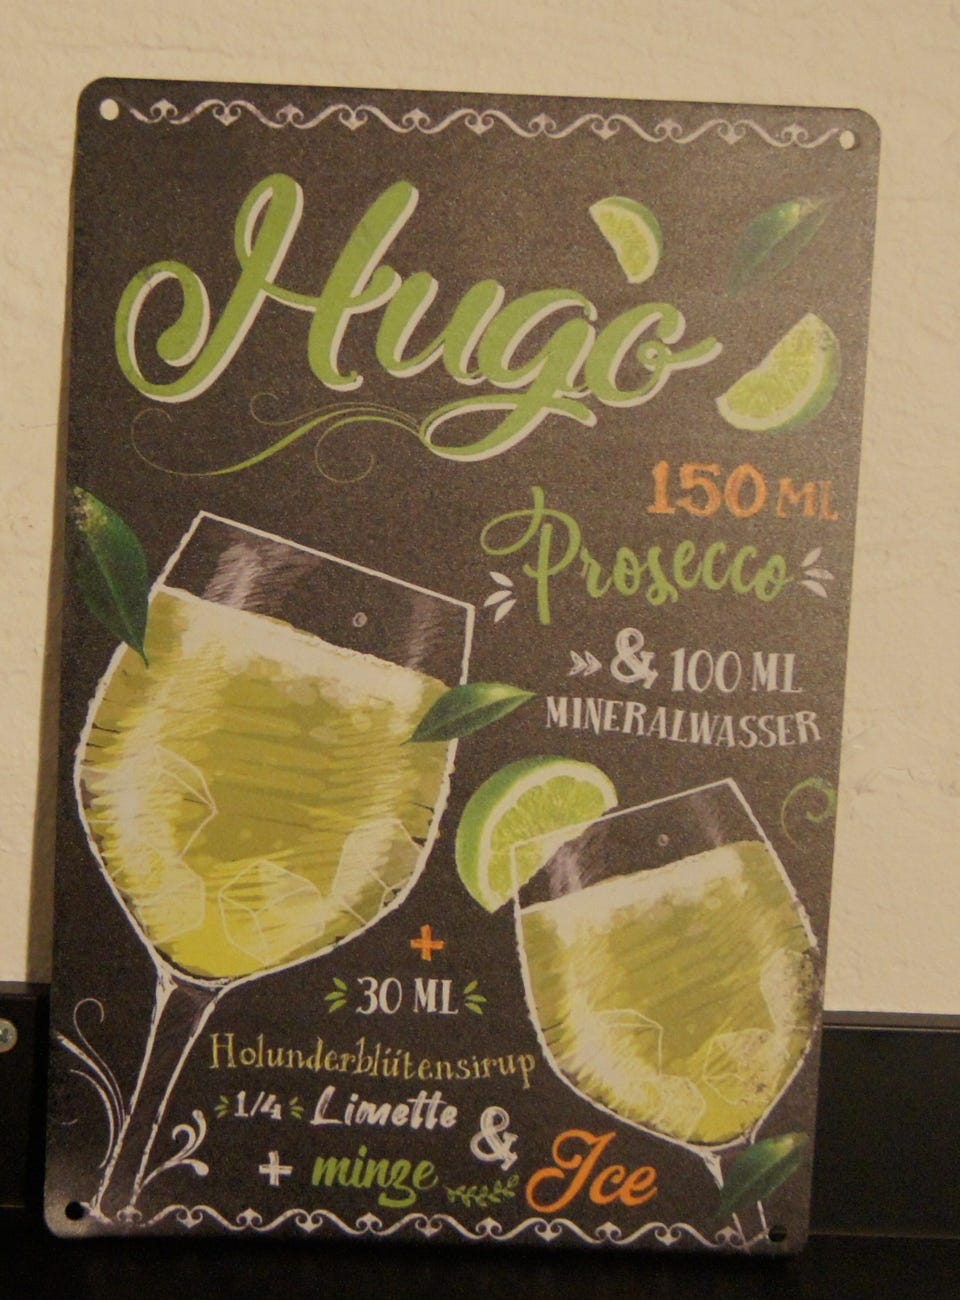 Hugo
150 ML
Prosecco
& 100 ML
MINERALWASSER
+
30 ML
Holunderblütensirup
1/4 Limette
& Ice
+ minze